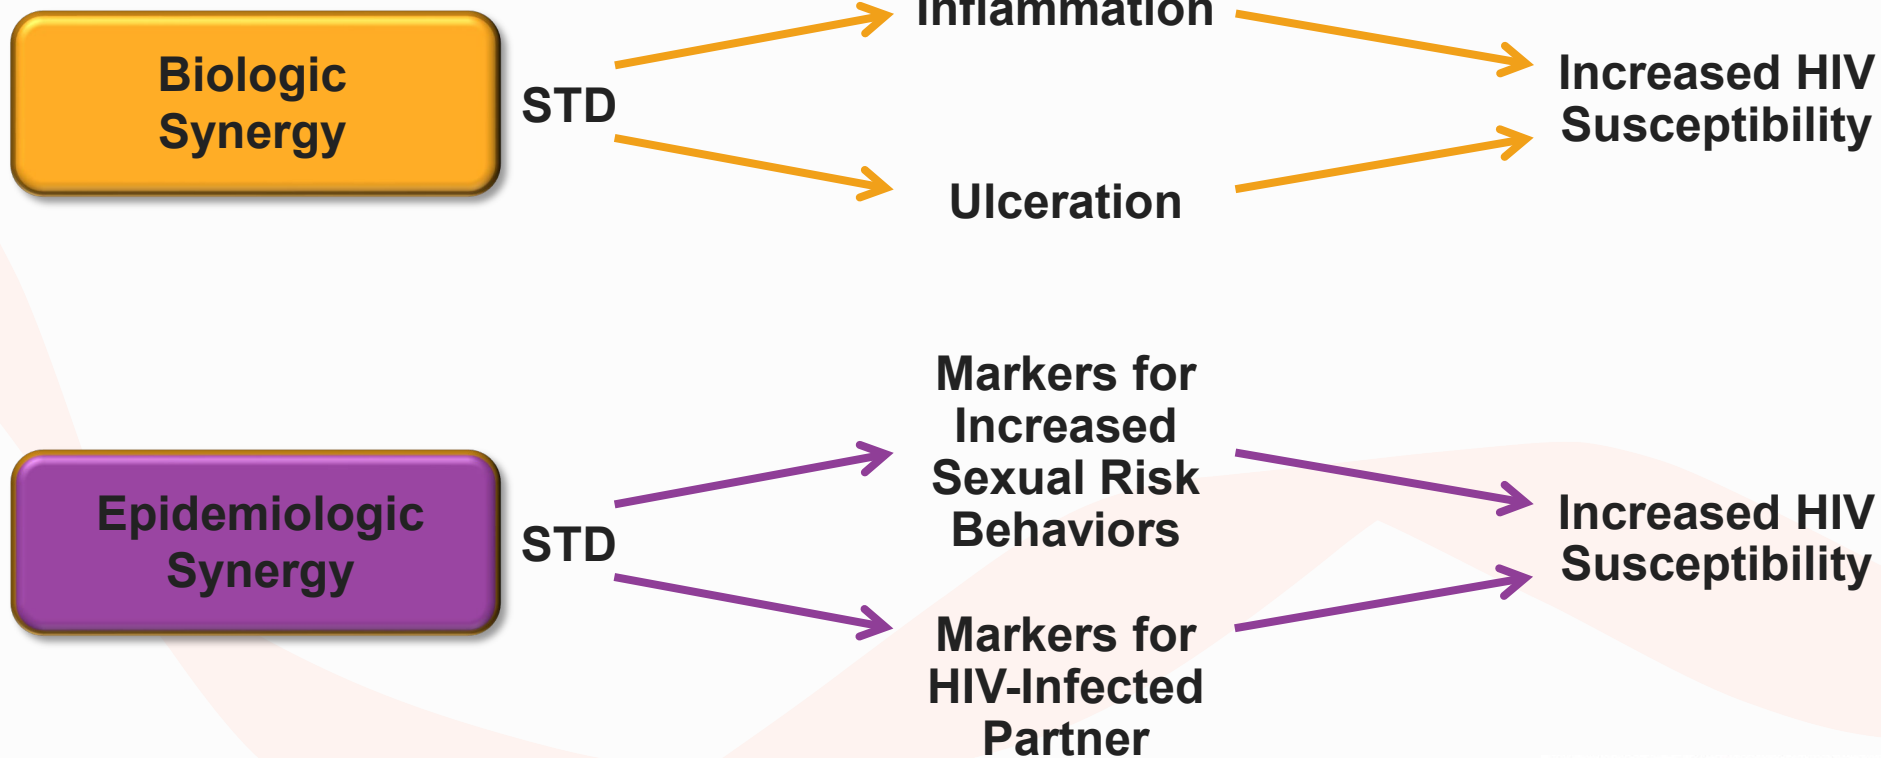 Biologic
Synergy
STD
Inflammation
Ulceration
Increased HIV
Susceptibility
Epidemiologic
Synergy
STD
Markers for
Increased
Sexual Risk
Behaviors
Markers for
HIV-Infected
Partner
Increased HIV
Susceptibility